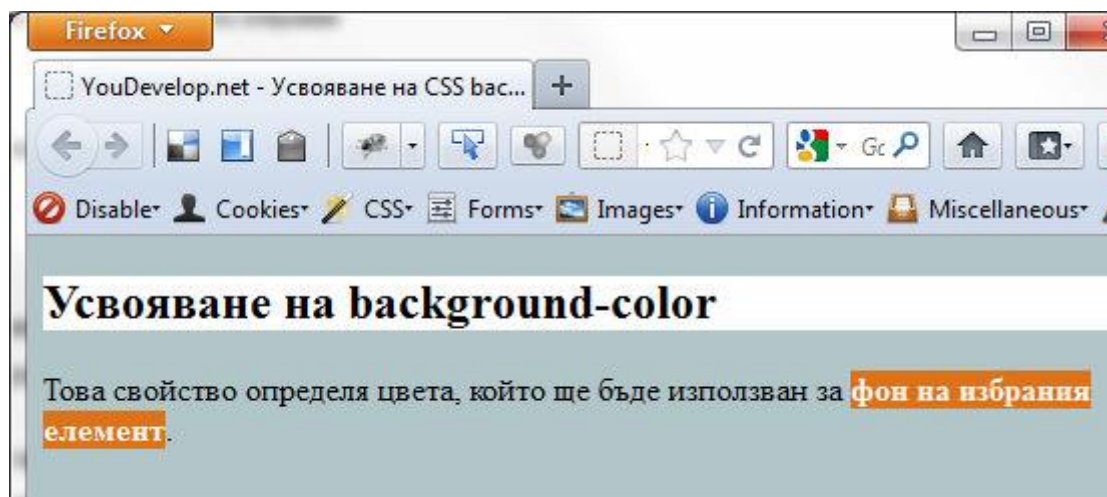 Firefox
YouDevelop.net - Усвояване на CSS bac...
Gc
Disable Cookies CSS Forms Images Information Miscellaneous
Усвояване на background-color
Това свойство определя цвета, който ще бъде използван за фон на избрания
елемент.